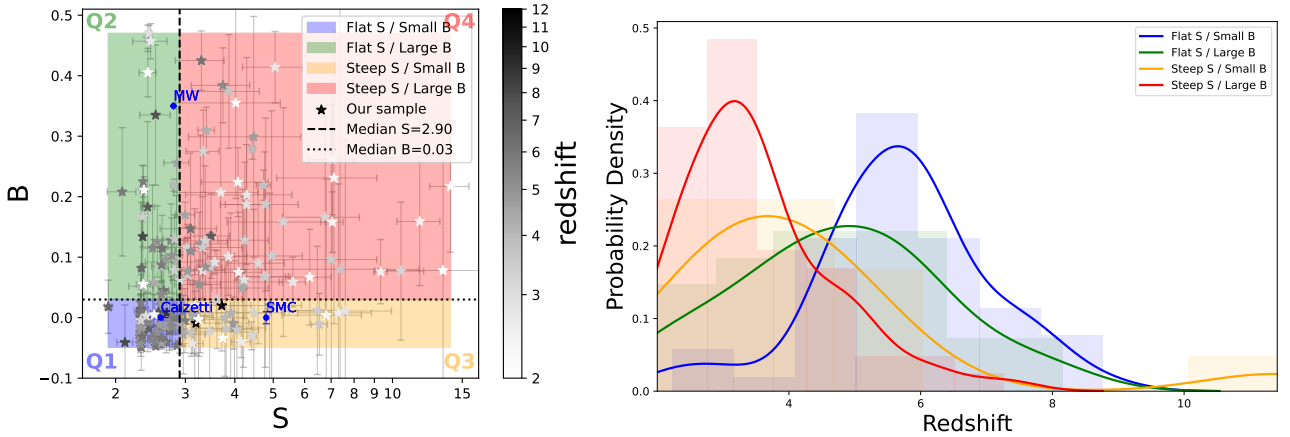 Q2
Q4
Flat S / Small B
Flat S / Large B
Steep S / Small B
Steep S / Large B
Our sample
Median S=2.90
Median B=0.03
MW
Calzetti
SMC
Q1
Q3
0.5
0.4
0.3
0.2
0.1
0.0
−0.1
B
2
3
4
5
6
7
8
9
10
15
S
12
11
10
9
8
7
6
5
4
3
2
redshift
Flat S / Small B
Flat S / Large B
Steep S / Small B
Steep S / Large B
0.5
0.4
0.3
0.2
0.1
0.0
Probability Density
4
6
8
10
Redshift